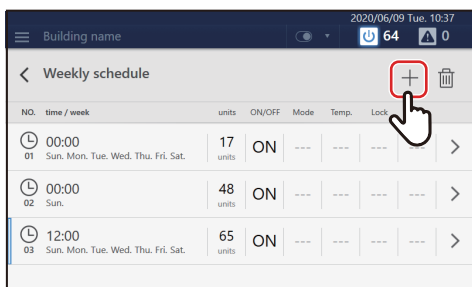 2020/06/09 Tue. 10:37
Building name 64 0
Weekly schedule
NO. time / week units ON/OFF Mode Temp. Lock
00:00 17 ON --- --- --- ---
01 Sun. Mon. Tue. Wed. Thu. Fri. Sat. units
00:00 48 ON --- --- --- ---
02 Sun. units
12:00 65 ON --- --- --- ---
03 Sun. Mon. Tue. Wed. Thu. Fri. Sat. units